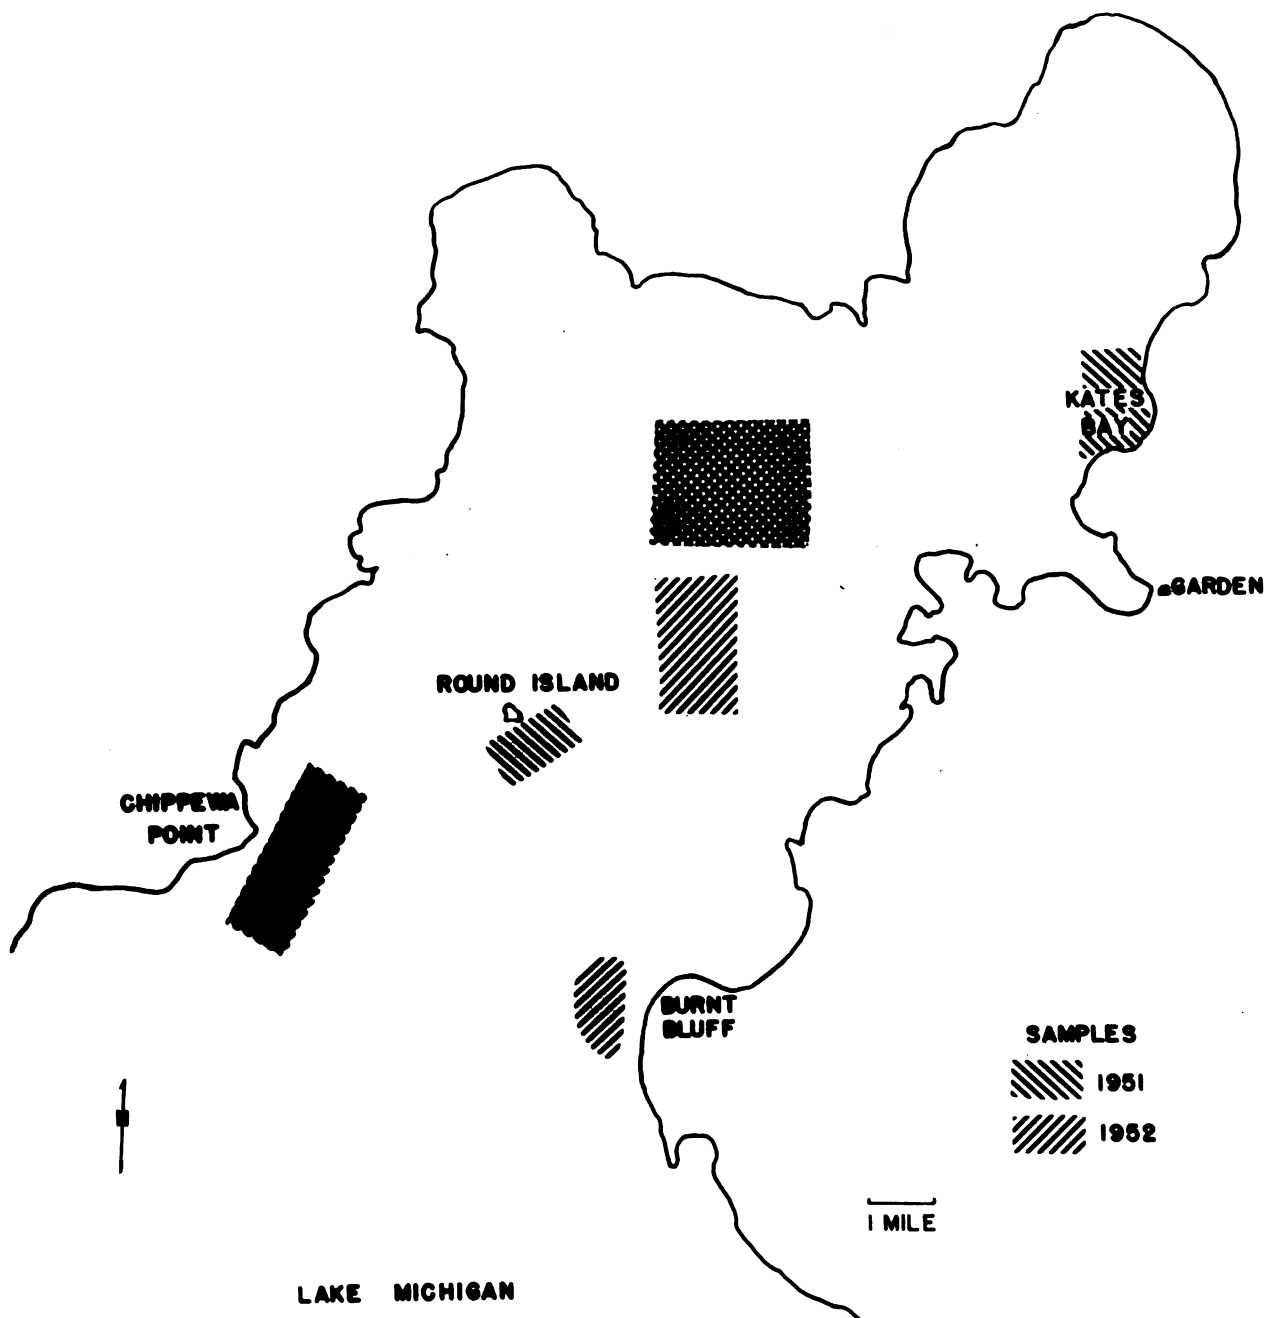 KATES
BAY
GARDEN
ROUND ISLAND
CHIPPEWA
POINT
BURNT
BLUFF
SAMPLES
1951
1952
N
1 MILE
LAKE MICHIGAN